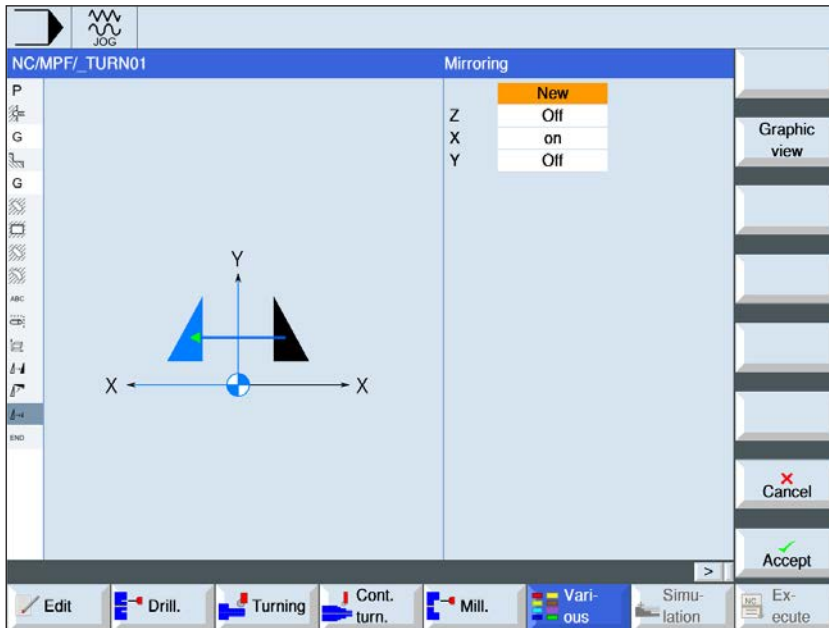 JOG
NC/MPF/_TURN01
Mirroring
New
Z Off
X on
Y Off
P
G
G
ABC
END
Y
X X
Graphic
view
Cancel
Accept
>
Edit
Drill.
Turning
Cont.
turn.
Mill.
Vari-
ous
Simu-
lation
NC
Ex-
ecute